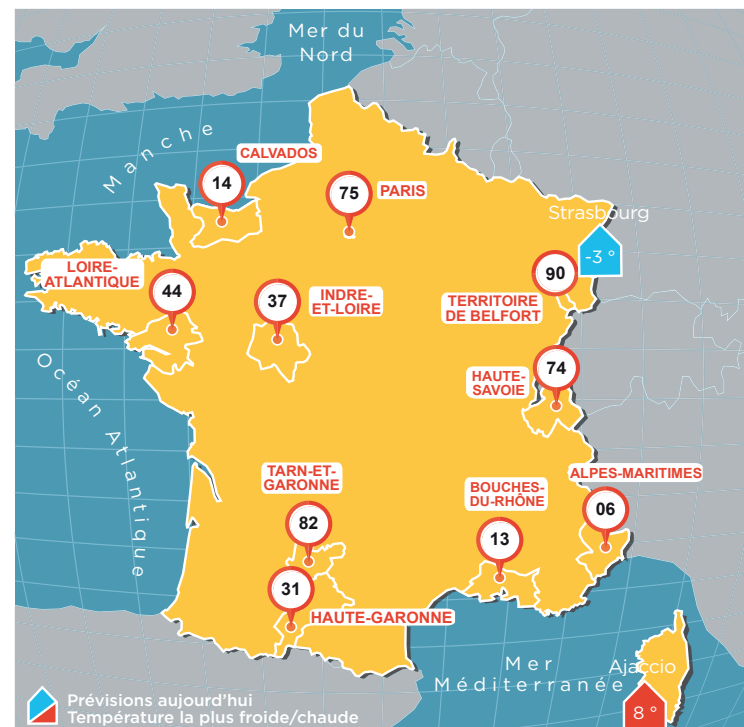 Mer du
Nord
Manche
CALVADOS
14
75
PARIS
Strasbourg
-3 °
LOIRE-
ATLANTIQUE
44
37
INDRE-
ET-LOIRE
90
TERRITOIRE
DE BELFORT
74
HAUTE-
SAVOIE
Océan Atlantique
TARN-ET-
GARONNE
82
BOUCHES-
DU-RHÔNE
13
ALPES-MARITIMES
06
31
HAUTE-GARONNE
Mer
Méditerranée
Ajaccio
8 °
Prévisions aujourd'hui
Température la plus froide/chaude